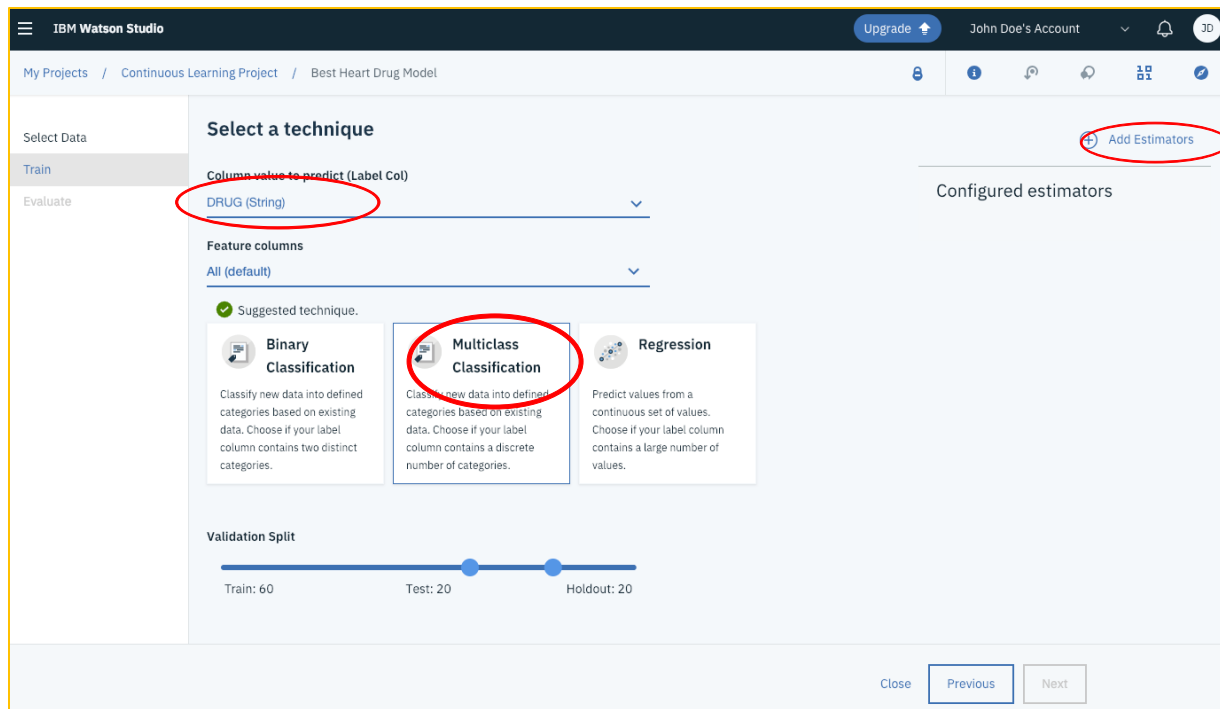 IBM Watson Studio
Upgrade
John Doe's Account
JD
My Projects / Continuous Learning Project / Best Heart Drug Model
Select Data
Train
Evaluate
Select a technique
Add Estimators
Configured estimators
Column value to predict (Label Col)
DRUG (String)
Feature columns
All (default)
Suggested technique.
Binary
Classification
Classify new data into defined
categories based on existing
data. Choose if your label
column contains two distinct
categories.
Multiclass
Classification
Classify new data into defined
categories based on existing
data. Choose if your label
column contains a discrete
number of categories.
Regression
Predict values from a
continuous set of values.
Choose if your label column
contains a large number of
values.
Validation Split
Train: 60 Test: 20 Holdout: 20
Close Previous Next